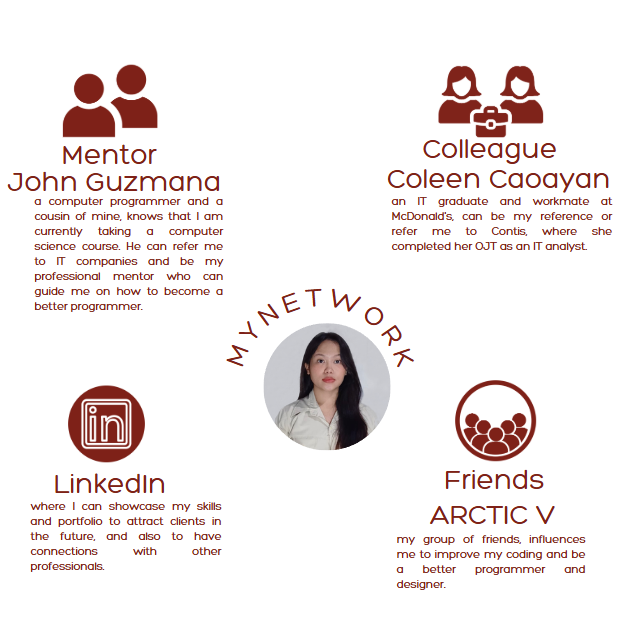 Mentor
John Guzmana
a computer programmer and a
cousin of mine, knows that I am
currently taking a computer
science course. He can refer me
to IT companies and be my
professional mentor who can
guide me on how to become a
better programmer.
Colleague
Coleen Caoayan
an IT graduate and workmate at
McDonald's, can be my reference or
refer me to Contis, where she
completed her OJT as an IT analyst.
MYNETWORK
in
LinkedIn
where I can showcase my skills
and portfolio to attract clients in
the future, and also to have
connections with other
professionals.
Friends
ARCTIC V
my group of friends, influences
me to improve my coding and be
a better programmer and
designer.